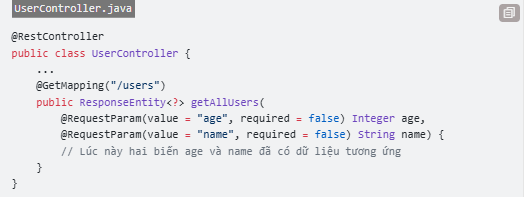 UserController.java
@RestController
public class UserController {
    ...
    @GetMapping("/users")
    public ResponseEntity<?> getAllUsers(
        @RequestParam(value = "age", required = false) Integer age,
        @RequestParam(value = "name", required = false) String name) {
        // Lúc này hai biến age và name đã có dữ liệu tương ứng
    }
}